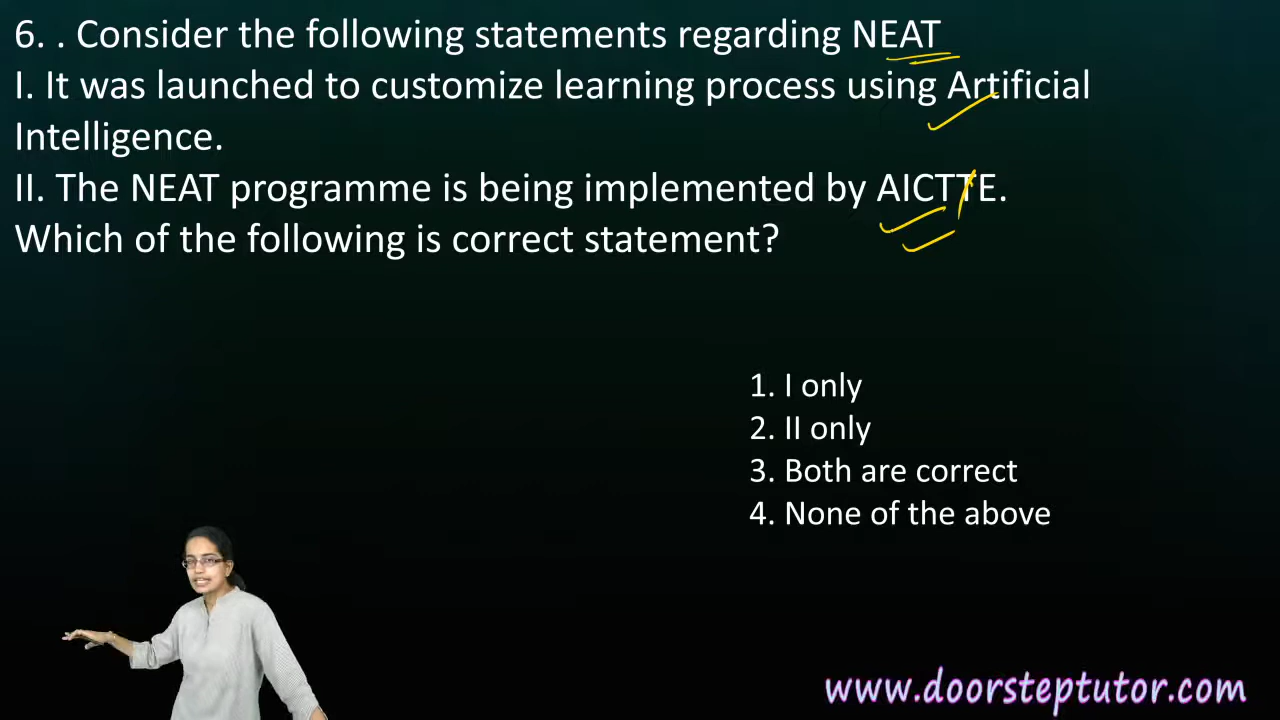 6. . Consider the following statements regarding NEAT
I. It was launched to customize learning process using Artificial
Intelligence.
II. The NEAT programme is being implemented by AICTTE.
Which of the following is correct statement?
1. I only
2. II only
3. Both are correct
4. None of the above
www.doorsteptutor.com